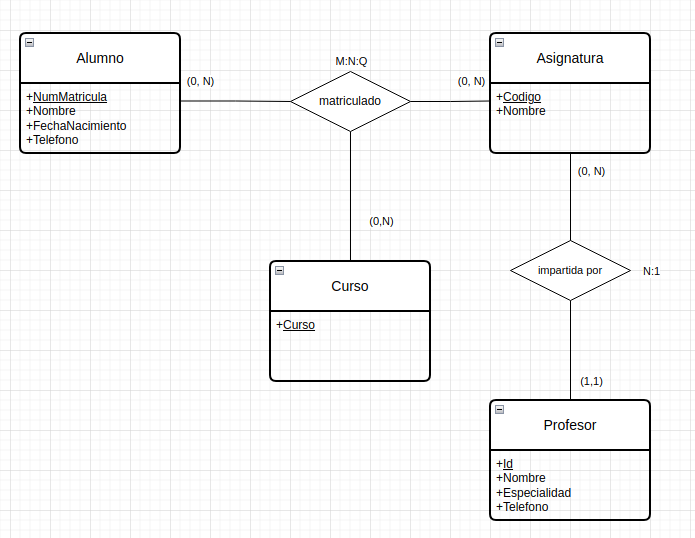 Alumno
+NumMatricula
+Nombre
+FechaNacimiento
+Telefono
(0, N)
M:N:Q
matriculado
(0, N)
Asignatura
+Codigo
+Nombre
(0,N)
Curso
+Curso
(0, N)
impartida por
N:1
(1,1)
Profesor
+Id
+Nombre
+Especialidad
+Telefono